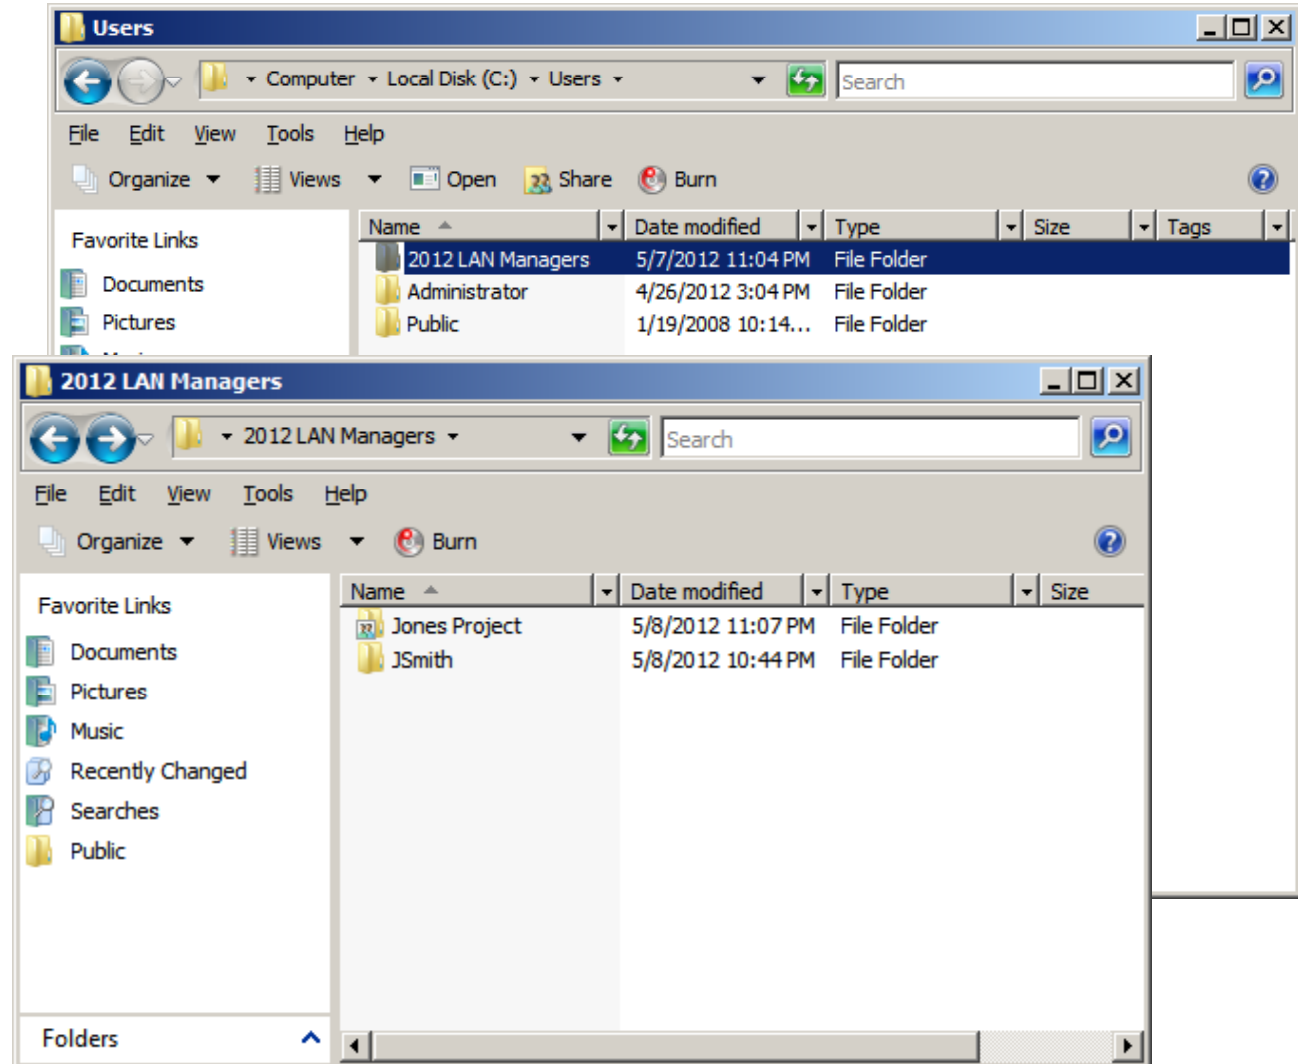 Users
Computer Local Disk (C:) Users Search
File Edit View Tools Help
Organize Views Open Share Burn
Favorite Links
Documents
Pictures
Name Date modified Type Size Tags
2012 LAN Managers 5/7/2012 11:04 PM File Folder
Administrator 4/26/2012 3:04 PM File Folder
Public 1/19/2008 10:14... File Folder
2012 LAN Managers
2012 LAN Managers Search
File Edit View Tools Help
Organize Views Burn
Favorite Links
Documents
Pictures
Music
Recently Changed
Searches
Public
Folders
Name Date modified Type Size
Jones Project 5/8/2012 11:07 PM File Folder
JSmith 5/8/2012 10:44 PM File Folder